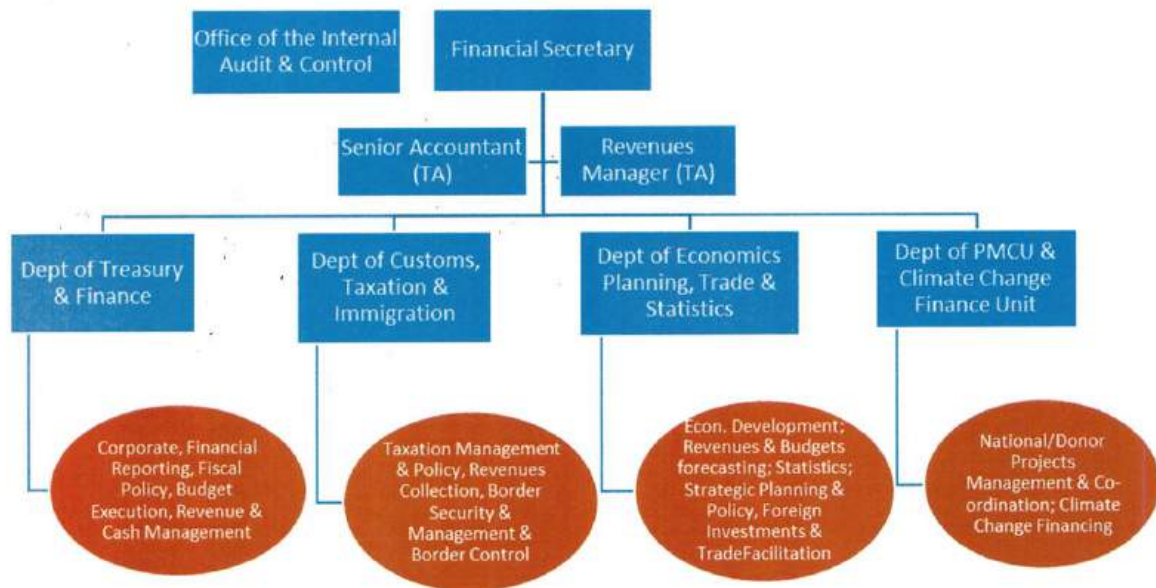 Office of the Internal
Audit & Control
Financial Secretary
Senior Accountant
(TA)
Revenues
Manager (TA)
Dept of Treasury
& Finance
Dept of Customs,
Taxation &
Immigration
Dept of Economics
Planning, Trade &
Statistics
Dept of PMCU &
Climate Change
Finance Unit
Corporate, Financial
Reporting, Fiscal
Policy, Budget
Execution, Revenue &
Cash Management
Taxation Management
& Policy, Revenues
Collection, Border
Security &
Management &
Border Control
Econ. Development;
Revenues & Budgets
forecasting; Statistics;
Strategic Planning &
Policy, Foreign
Investments &
TradeFacilitation
National/Donor
Projects
Management & Co-
ordination; Climate
Change Financing